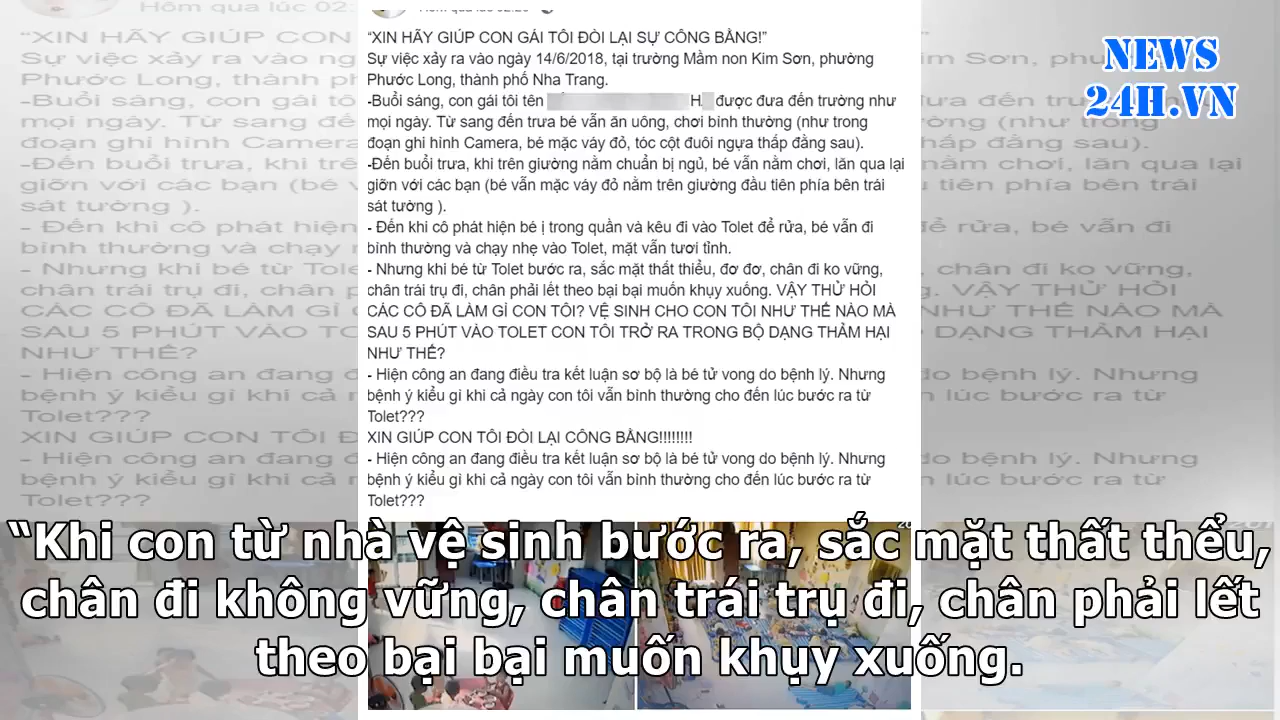 NEWS
24H.VN
“XIN HÃY GIÚP CON GÁI TÔI ĐÒI LẠI SỰ CÔNG BẰNG!”
Sự việc xảy ra vào ngày 14/6/2018, tại trường Mầm non Kim Sơn, phường
Phước Long, thành phố Nha Trang.
-Buổi sáng, con gái tôi tên H. được đưa đến trường như
mọi ngày. Từ sang đến trưa bé vẫn ăn uông, chơi bình thường (như trong
đoạn ghi hình Camera, bé mặc váy đỏ, tóc cột đuôi ngựa thấp đằng sau).
-Đến buổi trưa, khi trên giường nằm chuẩn bị ngủ, bé vẫn nằm chơi, lăn qua lại
giỡn với các bạn (bé vẫn mặc váy đỏ nằm trên giường đầu tiên phía bên trái
sát tường ).
- Đến khi cô phát hiện bé ị trong quần và kêu đi vào Tolet để rửa, bé vẫn đi
bình thường và chạy nhẹ vào Tolet, mặt vẫn tươi tỉnh.
- Nhưng khi bé từ Tolet bước ra, sắc mặt thất thiểu, đơ đơ, chân đi ko vững,
chân trái trụ đi, chân phải lết theo bại bại muốn khụy xuống. VẬY THỬ HỎI
CÁC CÔ ĐÃ LÀM GÌ CON TÔI? VỆ SINH CHO CON TÔI NHƯ THẾ NÀO MÀ
SAU 5 PHÚT VÀO TOLET CON TÔI TRỞ RA TRONG BỘ DẠNG THẢM HẠI
NHƯ THẾ?
- Hiện công an đang điều tra kết luận sơ bộ là bé tử vong do bệnh lý. Nhưng
bệnh ý kiểu gì khi cả ngày con tôi vẫn bình thường cho đến lúc bước ra từ
Tolet???
XIN GIÚP CON TÔI ĐÒI LẠI CÔNG BẰNG!!!!!!!!
- Hiện công an đang điều tra kết luận sơ bộ là bé tử vong do bệnh lý. Nhưng
bệnh ý kiểu gì khi cả ngày con tôi vẫn bình thường cho đến lúc bước ra từ
Tolet???
“Khi con từ nhà vệ sinh bước ra, sắc mặt thất thểu,
chân đi không vững, chân trái trụ đi, chân phải lết
theo bại bại muốn khụy xuống.